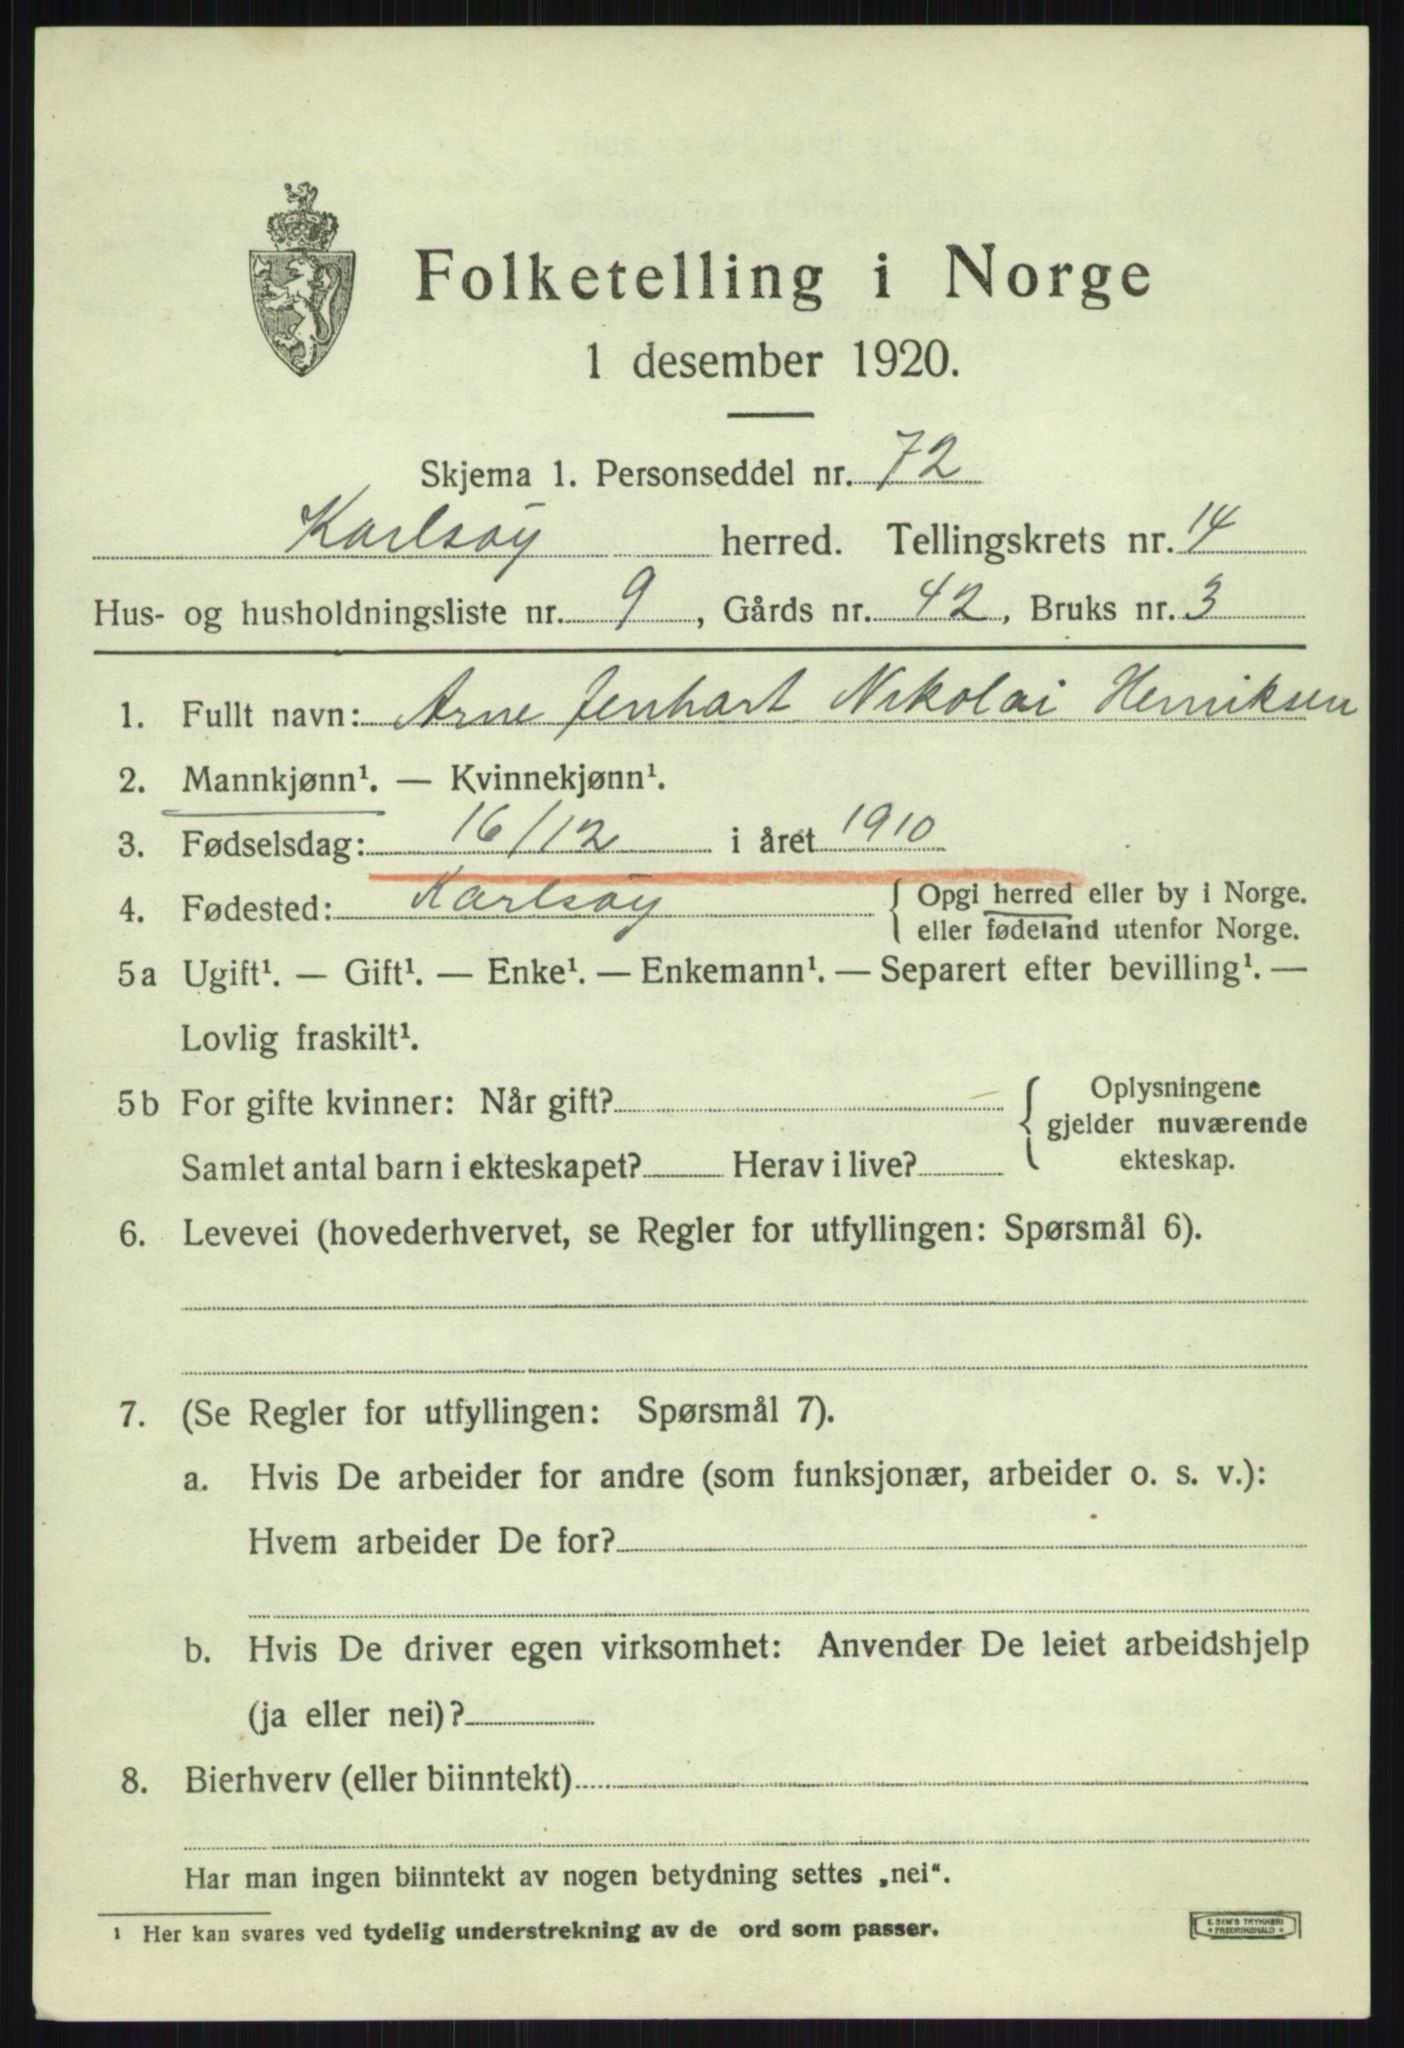 Folketelling i Norge
1 desember 1920.
Skjema 1. Personseddel nr. 72
Karlsøy herred. Tellingskrets nr. 14
Hus- og husholdningsliste nr. 9, Gårds nr. 42, Bruks nr. 3
1. Fullt navn: Arne Jenhart Nikolai Henriksen
2. Mannkjønn¹. — Kvinnekjønn¹.
3. Fødselsdag: 16/12 i året 1910
4. Fødested: Karlsøy { Opgi herred eller by i Norge.
eller fødeland utenfor Norge.
5a Ugift¹. — Gift¹. — Enke¹. — Enkemann¹. — Separert efter bevilling¹. —
Lovlig fraskilt¹.
5b For gifte kvinner: Når gift? { Oplysningene
gjelder nuværende
Samlet antal barn i ekteskapet? Herav i live? ekteskap.
6. Levevei (hovederhvervet, se Regler for utfyllingen: Spørsmål 6).
7. (Se Regler for utfyllingen: Spørsmål 7).
a. Hvis De arbeider for andre (som funksjonær, arbeider o. s. v.):
Hvem arbeider De for?
b. Hvis De driver egen virksomhet: Anvender De leiet arbeidshjelp
(ja eller nei)?
8. Bierhverv (eller biinntekt)
Har man ingen biinntekt av nogen betydning settes „nei“.
¹ Her kan svares ved tydelig understrekning av de ord som passer.
E. SEM'S TRYKKERI
* FREDRIKSHALD *